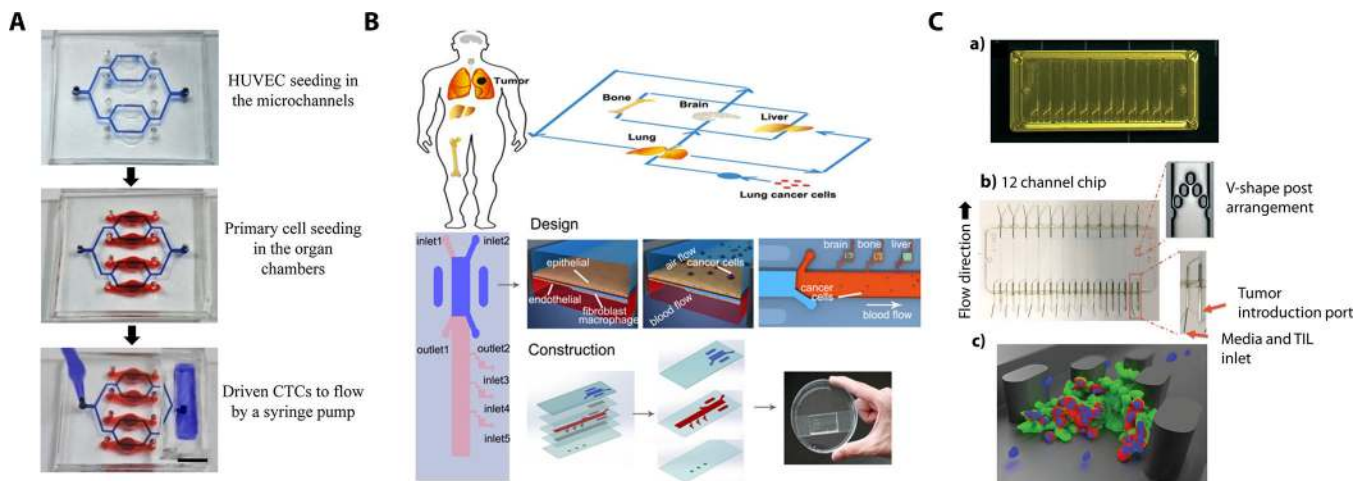 A
HUVEC seeding in
the microchannels
Primary cell seeding
in the organ
chambers
Driven CTCs to flow
by a syringe pump
B
Tumor
Bone
Brain
Liver
Lung
Lung cancer cells
inlet1
inlet2
outlet1
outlet2
inlet3
inlet4
inlet5
Design
epithelial
endothelial
fibroblast
macrophage
air flow
cancer cells
blood flow
brain bone liver
cancer
cells
blood flow
Construction
C
a)
b) 12 channel chip
Flow direction
V-shape post
arrangement
Tumor
introduction port
Media and TIL
inlet
c)